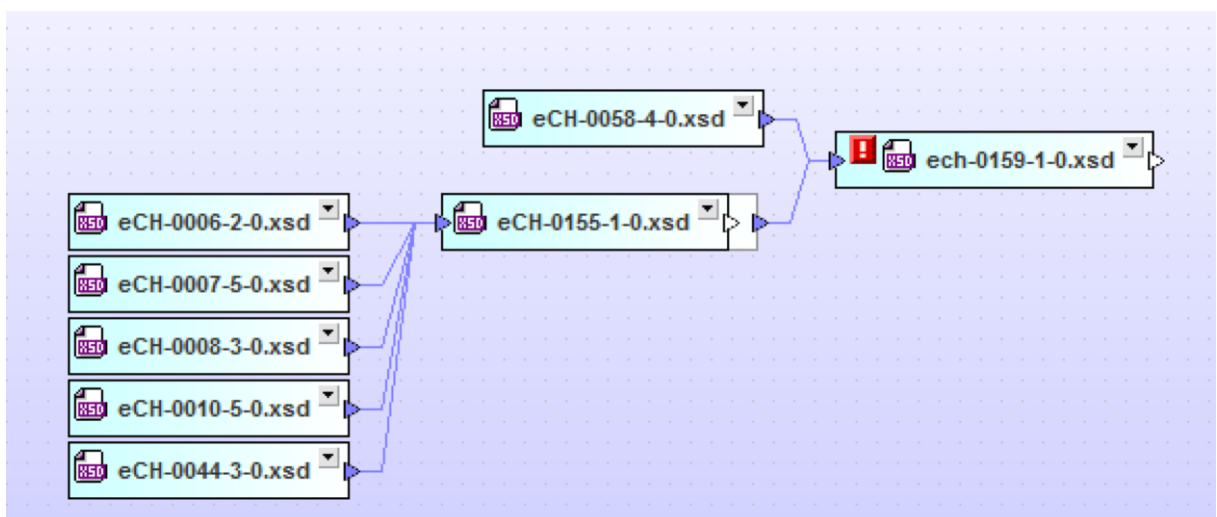 eCH-0058-4-0.xsd
ech-0159-1-0.xsd
eCH-0006-2-0.xsd
eCH-0155-1-0.xsd
eCH-0007-5-0.xsd
eCH-0008-3-0.xsd
eCH-0010-5-0.xsd
eCH-0044-3-0.xsd